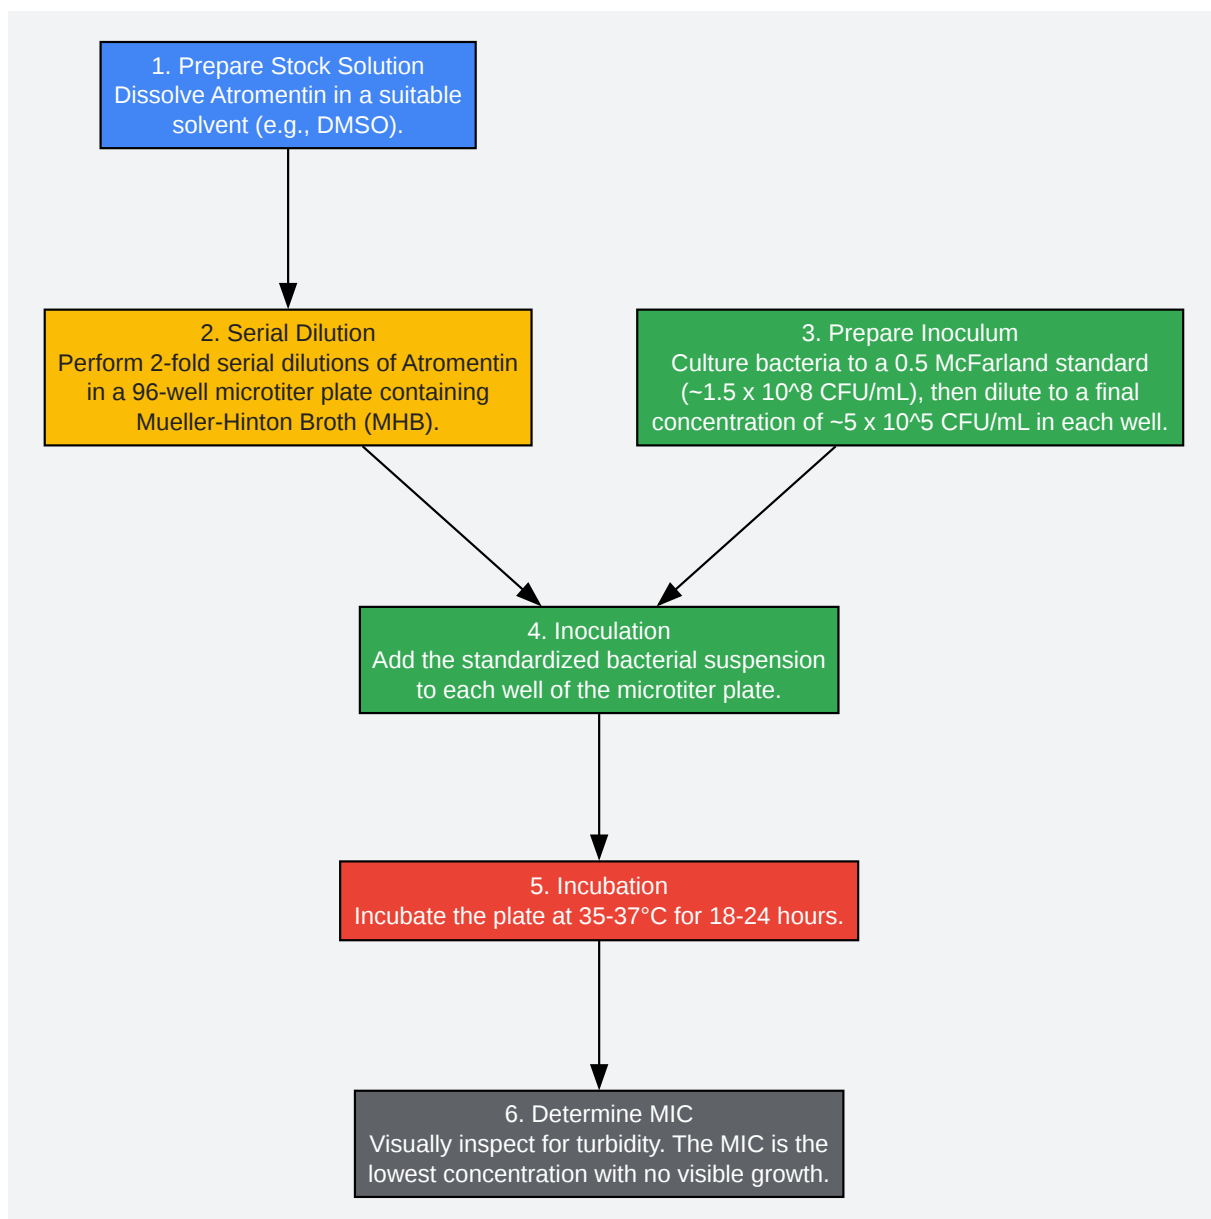 1. Prepare Stock Solution
Dissolve Atromentin in a suitable
solvent (e.g., DMSO).
2. Serial Dilution
Perform 2-fold serial dilutions of Atromentin
in a 96-well microtiter plate containing
Mueller-Hinton Broth (MHB).
3. Prepare Inoculum
Culture bacteria to a 0.5 McFarland standard
(~1.5 x 10^8 CFU/mL), then dilute to a final
concentration of ~5 x 10^5 CFU/mL in each well.
4. Inoculation
Add the standardized bacterial suspension
to each well of the microtiter plate.
5. Incubation
Incubate the plate at 35-37°C for 18-24 hours.
6. Determine MIC
Visually inspect for turbidity. The MIC is the
lowest concentration with no visible growth.